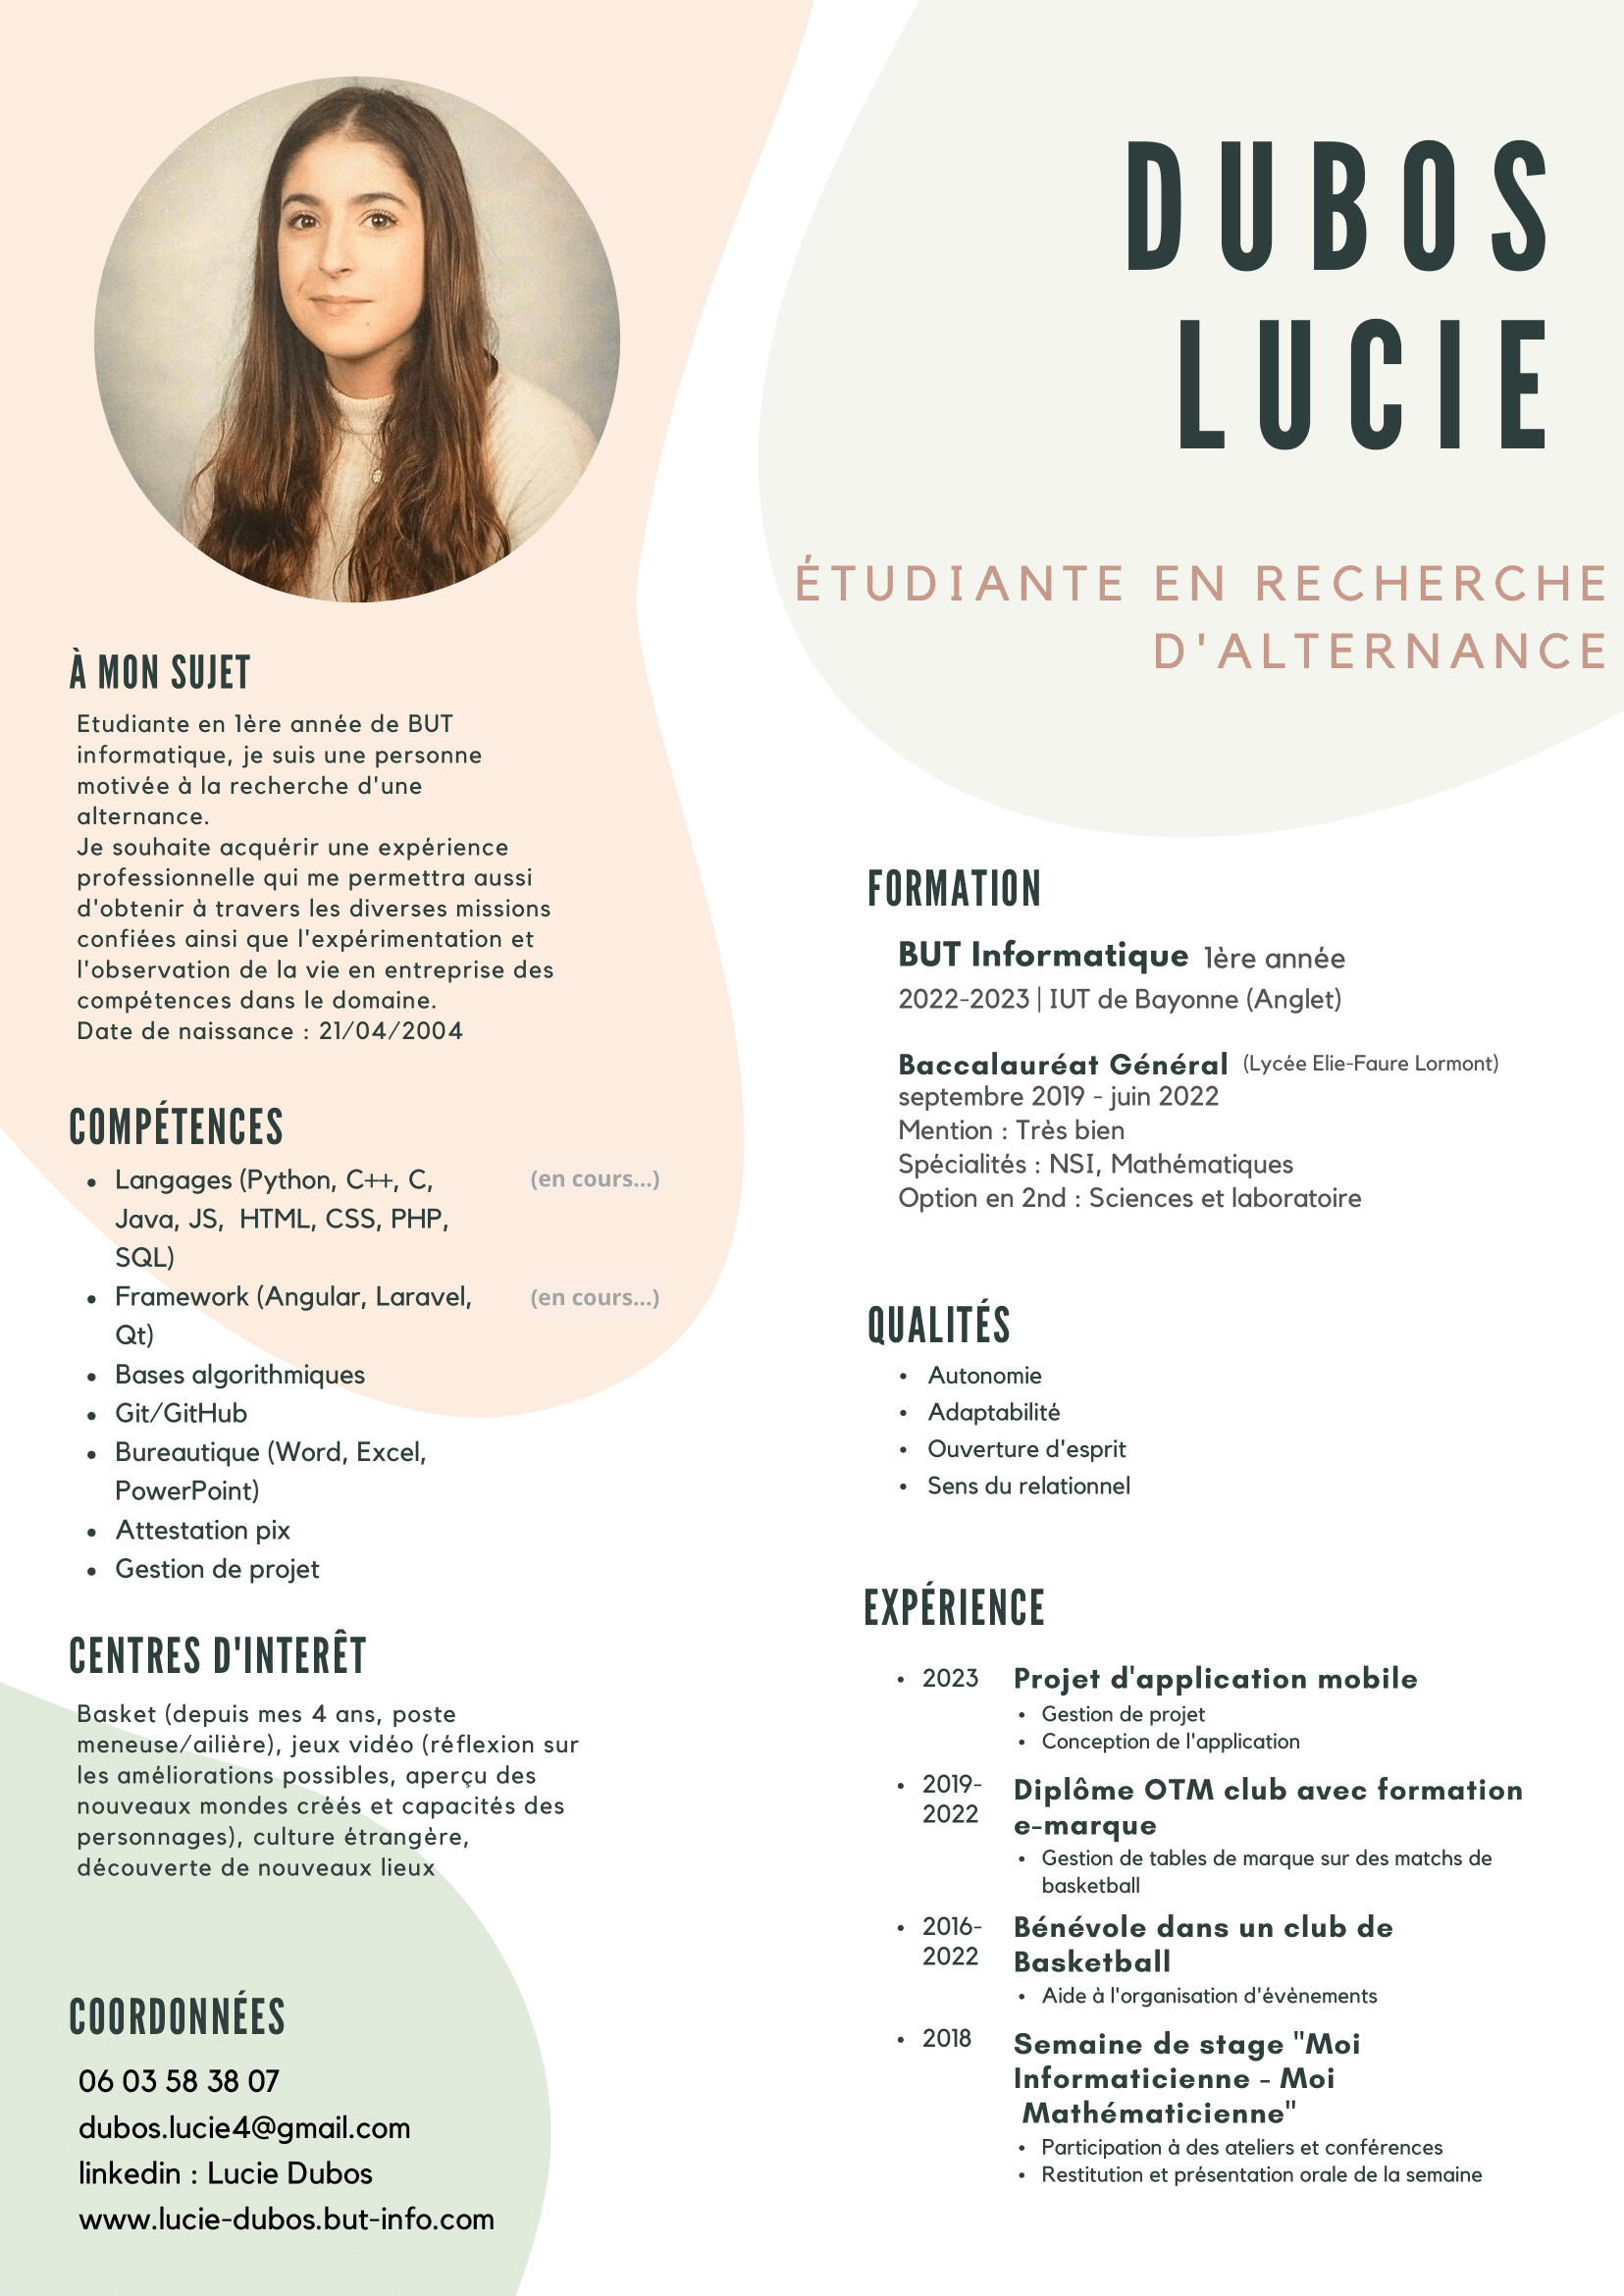 DUBOS
LUCIE
ÉTUDIANTE EN RECHERCHE
D'ALTERNANCE
À MON SUJET
Etudiante en 1ère année de BUT
informatique, je suis une personne
motivée à la recherche d'une
alternance.
Je souhaite acquérir une expérience
professionnelle qui me permettra aussi
d'obtenir à travers les diverses missions
confiées ainsi que l'expérimentation et
l'observation de la vie en entreprise des
compétences dans le domaine.
Date de naissance : 21/04/2004
COMPÉTENCES
• Langages (Python, C++, C, (en cours...)
Java, JS, HTML, CSS, PHP,
SQL)
• Framework (Angular, Laravel, (en cours...)
Qt)
• Bases algorithmiques
• Git/GitHub
• Bureautique (Word, Excel,
PowerPoint)
• Attestation pix
• Gestion de projet
CENTRES D'INTERÊT
Basket (depuis mes 4 ans, poste
meneuse/ailière), jeux vidéo (réflexion sur
les améliorations possibles, aperçu des
nouveaux mondes créés et capacités des
personnages), culture étrangère,
découverte de nouveaux lieux
COORDONNÉES
06 03 58 38 07
dubos.lucie4@gmail.com
linkedin : Lucie Dubos
www.lucie-dubos.but-info.com
FORMATION
BUT Informatique 1ère année
2022-2023 | IUT de Bayonne (Anglet)
Baccalauréat Général (Lycée Elie-Faure Lormont)
septembre 2019 - juin 2022
Mention : Très bien
Spécialités : NSI, Mathématiques
Option en 2nd : Sciences et laboratoire
QUALITÉS
• Autonomie
• Adaptabilité
• Ouverture d'esprit
• Sens du relationnel
EXPÉRIENCE
• 2023 Projet d'application mobile
• Gestion de projet
• Conception de l'application
• 2019- Diplôme OTM club avec formation
2022 e-marque
• Gestion de tables de marque sur des matchs de
basketball
• 2016- Bénévole dans un club de
2022 Basketball
• Aide à l'organisation d'évènements
• 2018 Semaine de stage "Moi
Informaticienne - Moi
Mathématicienne"
• Participation à des ateliers et conférences
• Restitution et présentation orale de la semaine